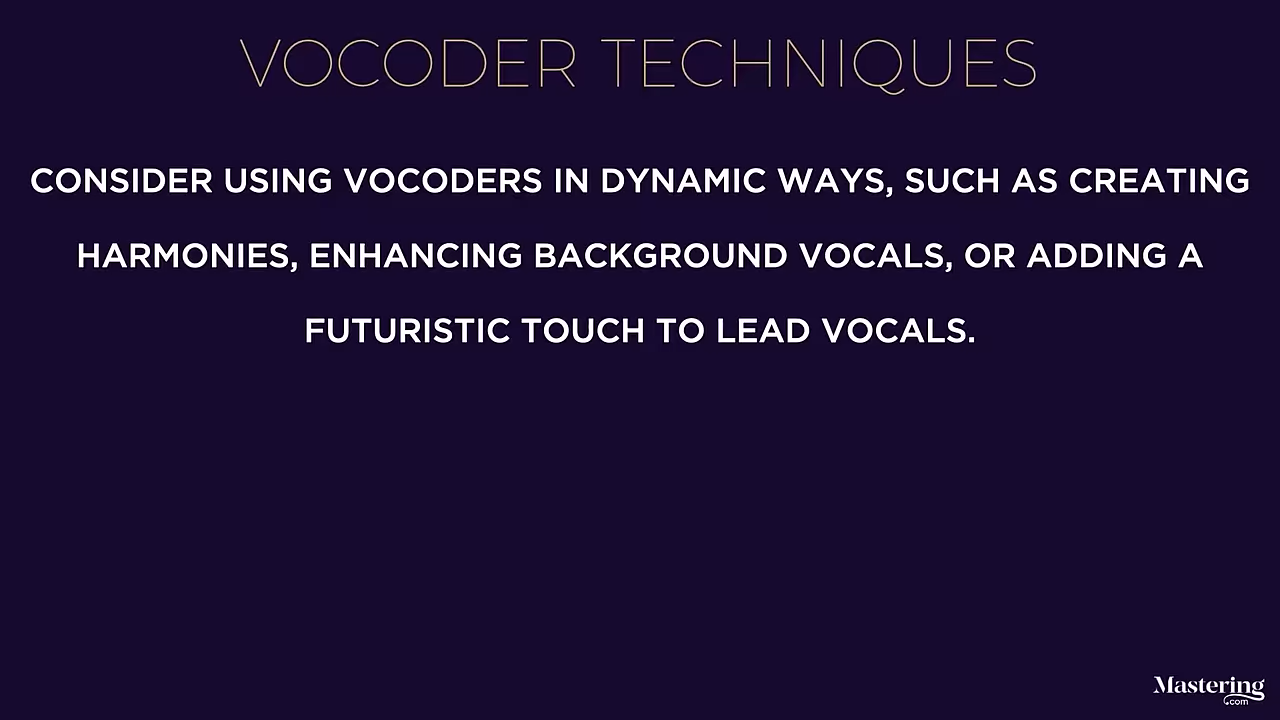 VOCODER TECHNIQUES
CONSIDER USING VOCODERS IN DYNAMIC WAYS, SUCH AS CREATING
HARMONIES, ENHANCING BACKGROUND VOCALS, OR ADDING A
FUTURISTIC TOUCH TO LEAD VOCALS.
Mastering
.com